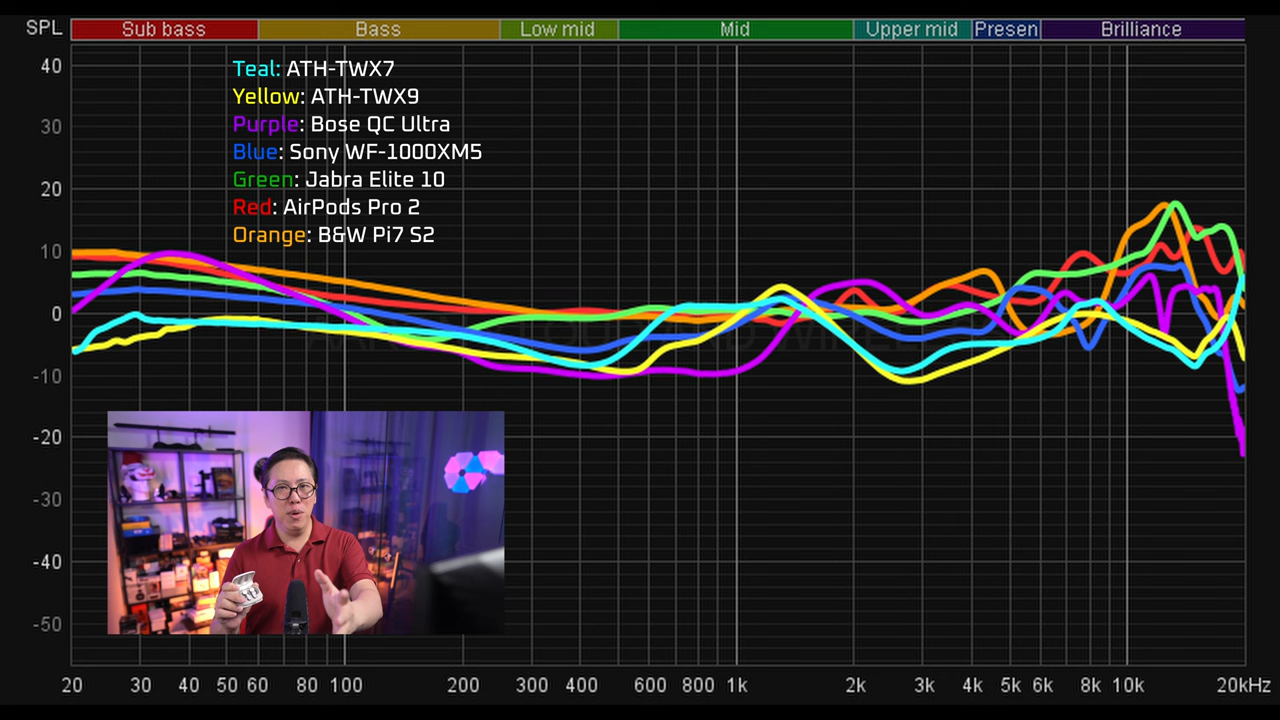 SPL Sub bass Bass Low mid Mid Upper mid Presen Brilliance
40
Teal: ATH-TWX7
Yellow: ATH-TWX9
30
Purple: Bose QC Ultra
Blue: Sony WF-1000XM5
Green: Jabra Elite 10
20
Red: AirPods Pro 2
Orange: B&W Pi7 S2
10
0
-10
-20
-30
-40
-50
20 30 40 50 60 80 100 200 300 400 600 800 1k 2k 3k 4k 5k 6k 8k 10k 20kHz